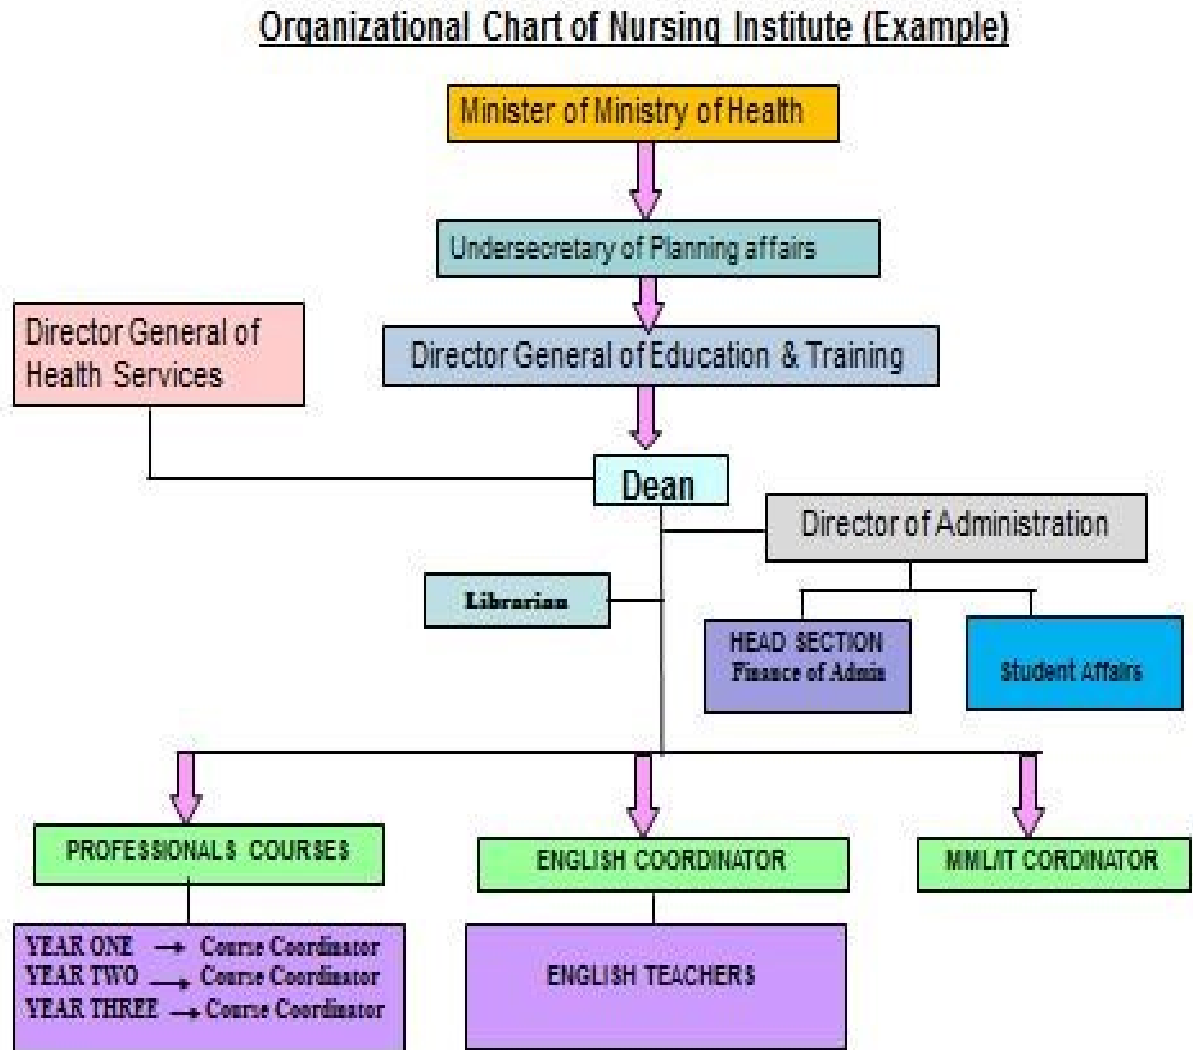 Organizational Chart of Nursing Institute (Example)
Minister of Ministry of Health
Undersecretary of Planning affairs
Director General of
Health Services
Director General of Education & Training
Dean
Director of Administration
Librarian
HEAD SECTION
Finance of Admin
Student Affairs
PROFESSIONALS COURSES
ENGLISH COORDINATOR
MML/IT CORDINATOR
YEAR ONE → Course Coordinator
YEAR TWO → Course Coordinator
YEAR THREE → Course Coordinator
ENGLISH TEACHERS